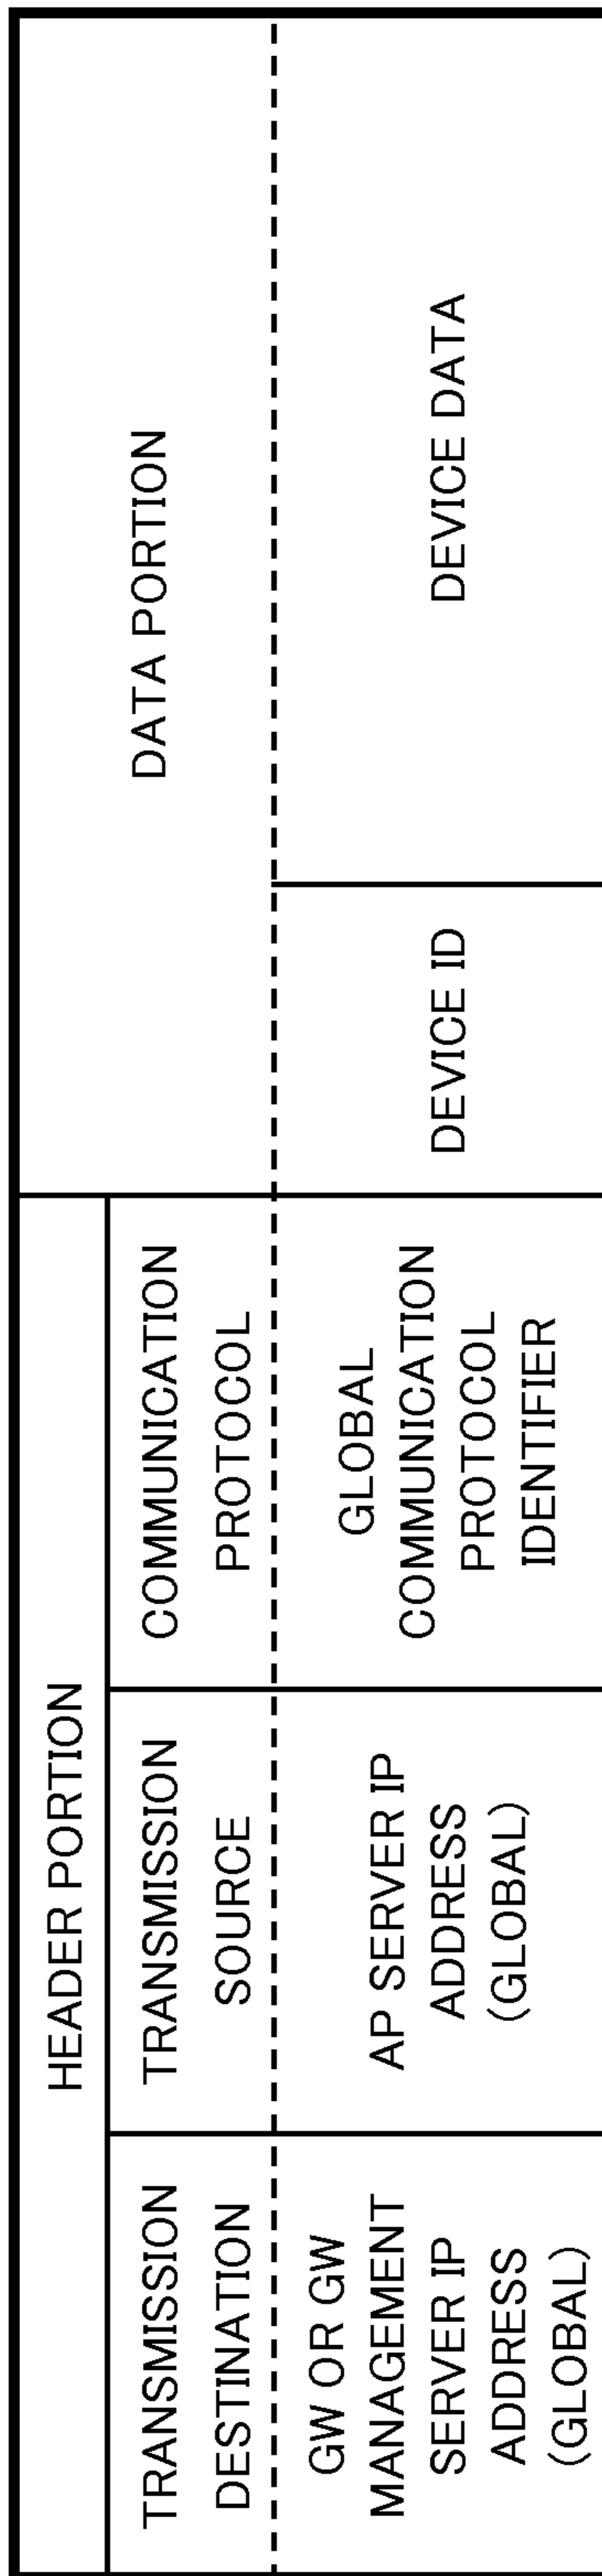 HEADER PORTION
DATA PORTION
TRANSMISSION
DESTINATION
TRANSMISSION
SOURCE
COMMUNICATION
PROTOCOL
GW OR GW
MANAGEMENT
SERVER IP
ADDRESS
(GLOBAL)
AP SERVER IP
ADDRESS
(GLOBAL)
GLOBAL
COMMUNICATION
PROTOCOL
IDENTIFIER
DEVICE ID
DEVICE DATA